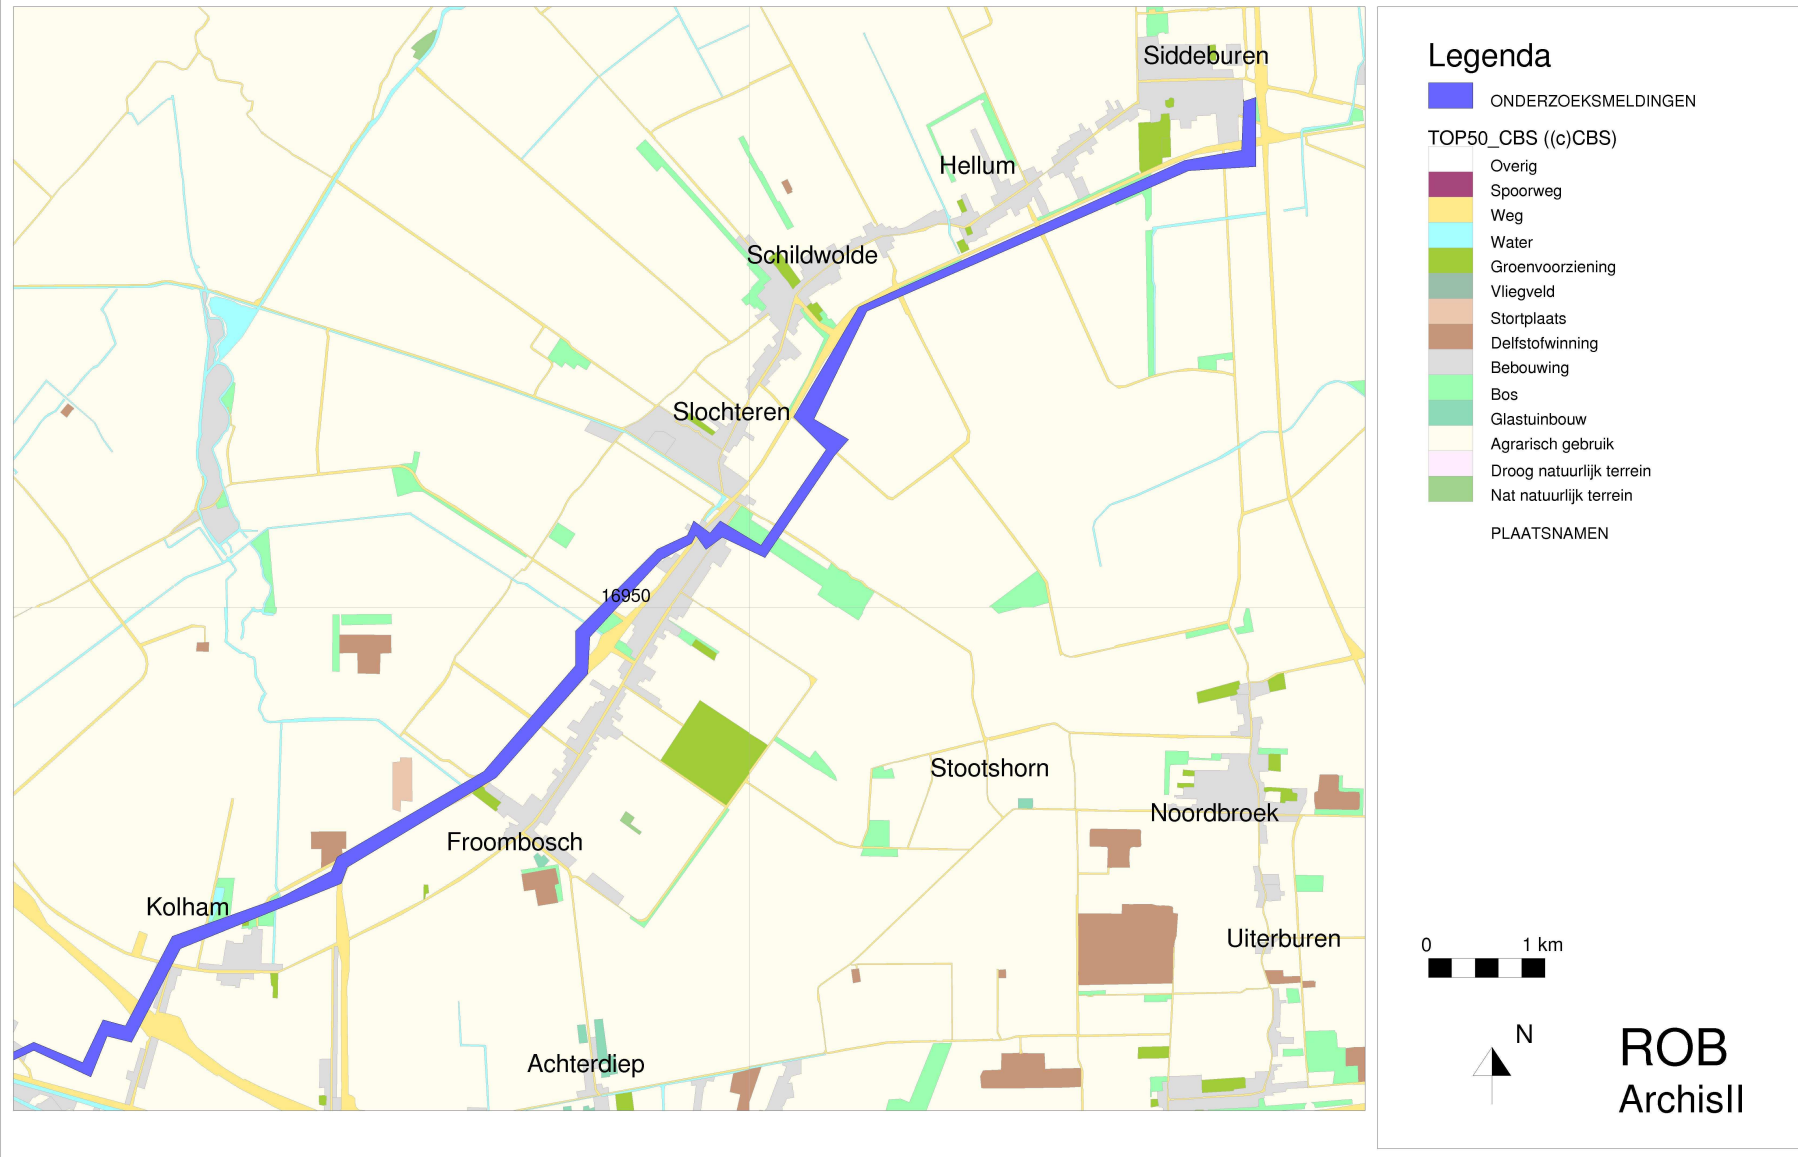 Siddeburen
Hellum
Schildwolde
Slochteren
16950
Stootshorn
Noordbroek
Froombosch
Kolham
Uiterburen
Achterdiep
Legenda
ONDERZOEKSMELDINGEN
TOP50_CBS ((c)CBS)
Overig
Spoorweg
Weg
Water
Groenvoorziening
Vliegveld
Stortplaats
Delfstofwinning
Bebouwing
Bos
Glastuinbouw
Agrarisch gebruik
Droog natuurlijk terrein
Nat natuurlijk terrein
PLAATSNAMEN
0 1 km
N
ROB
ArchisII